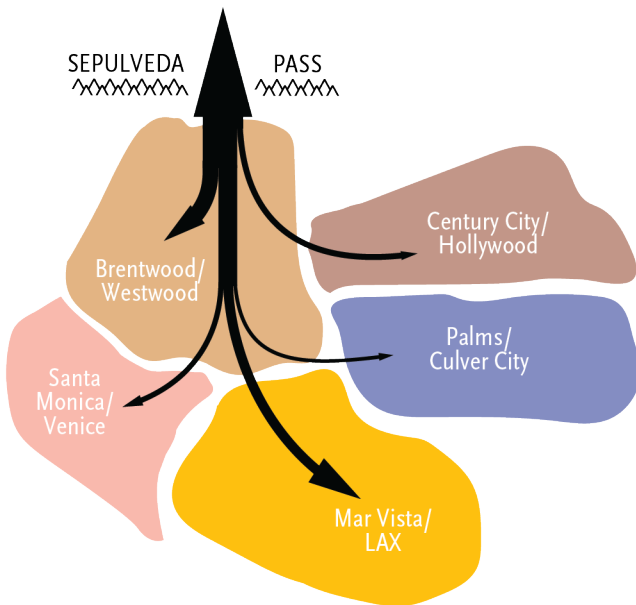 SEPULVEDA PASS
Century City/
Hollywood
Brentwood/
Westwood
Palms/
Culver City
Santa
Monica/
Venice
Mar Vista/
LAX